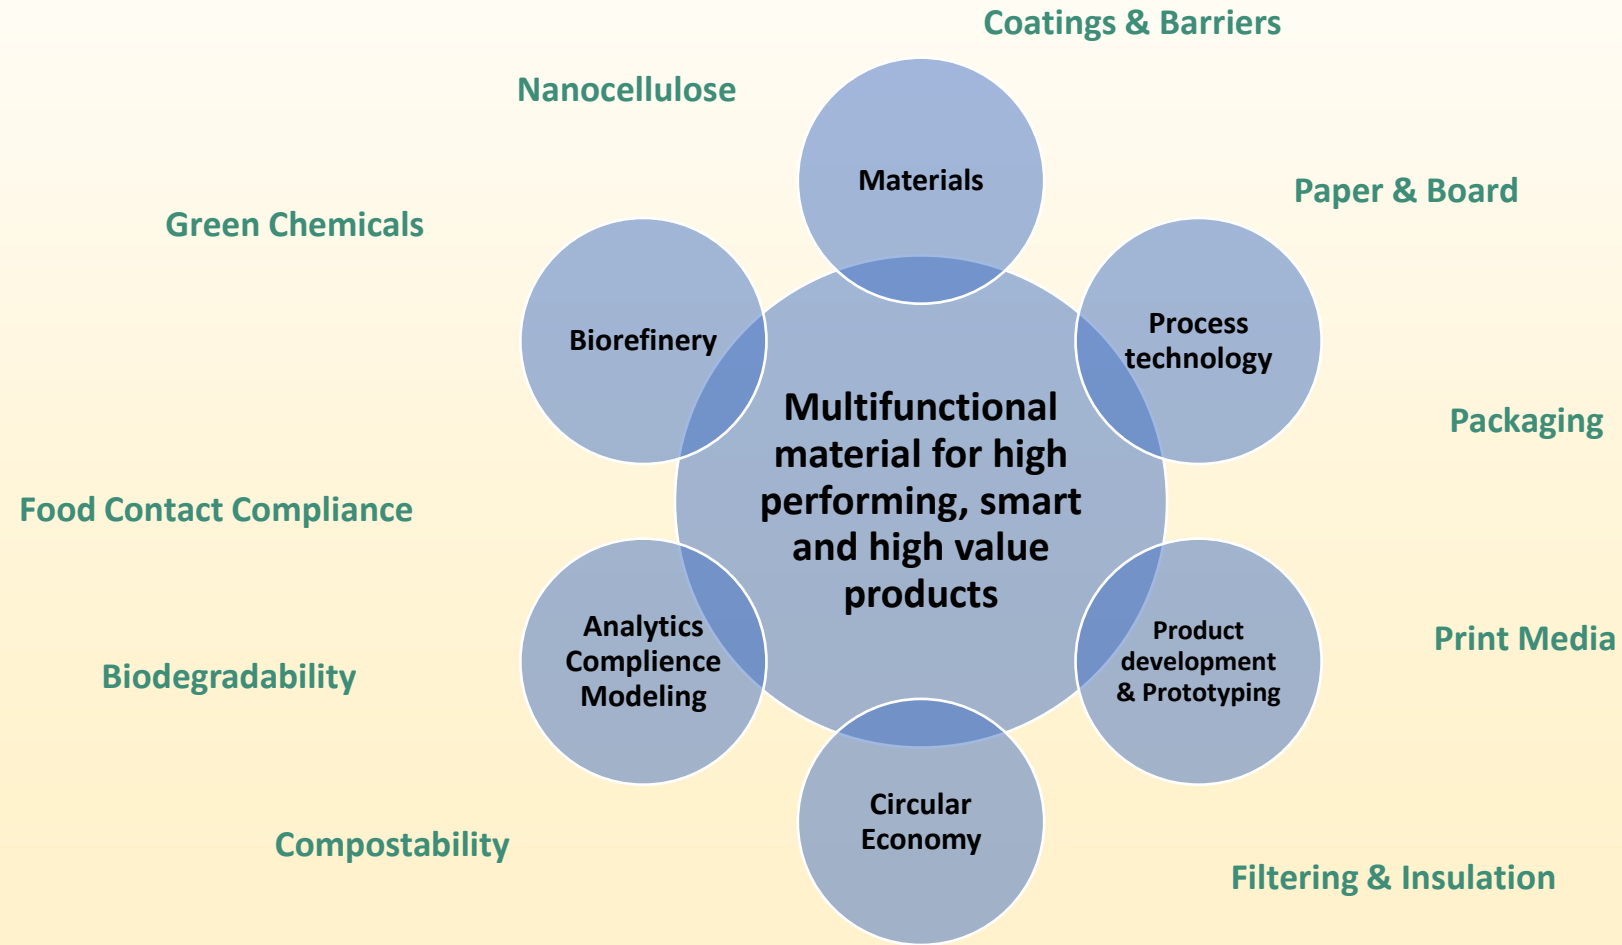 Coatings & Barriers
Nanocellulose
Materials
Paper & Board
Green Chemicals
Process
technology
Biorefinery
Multifunctional
material for high
performing, smart
and high value
products
Packaging
Food Contact Compliance
Analytics
Complience
Modeling
Product
development
& Prototyping
Print Media
Biodegradability
Circular
Economy
Compostability
Filtering & Insulation